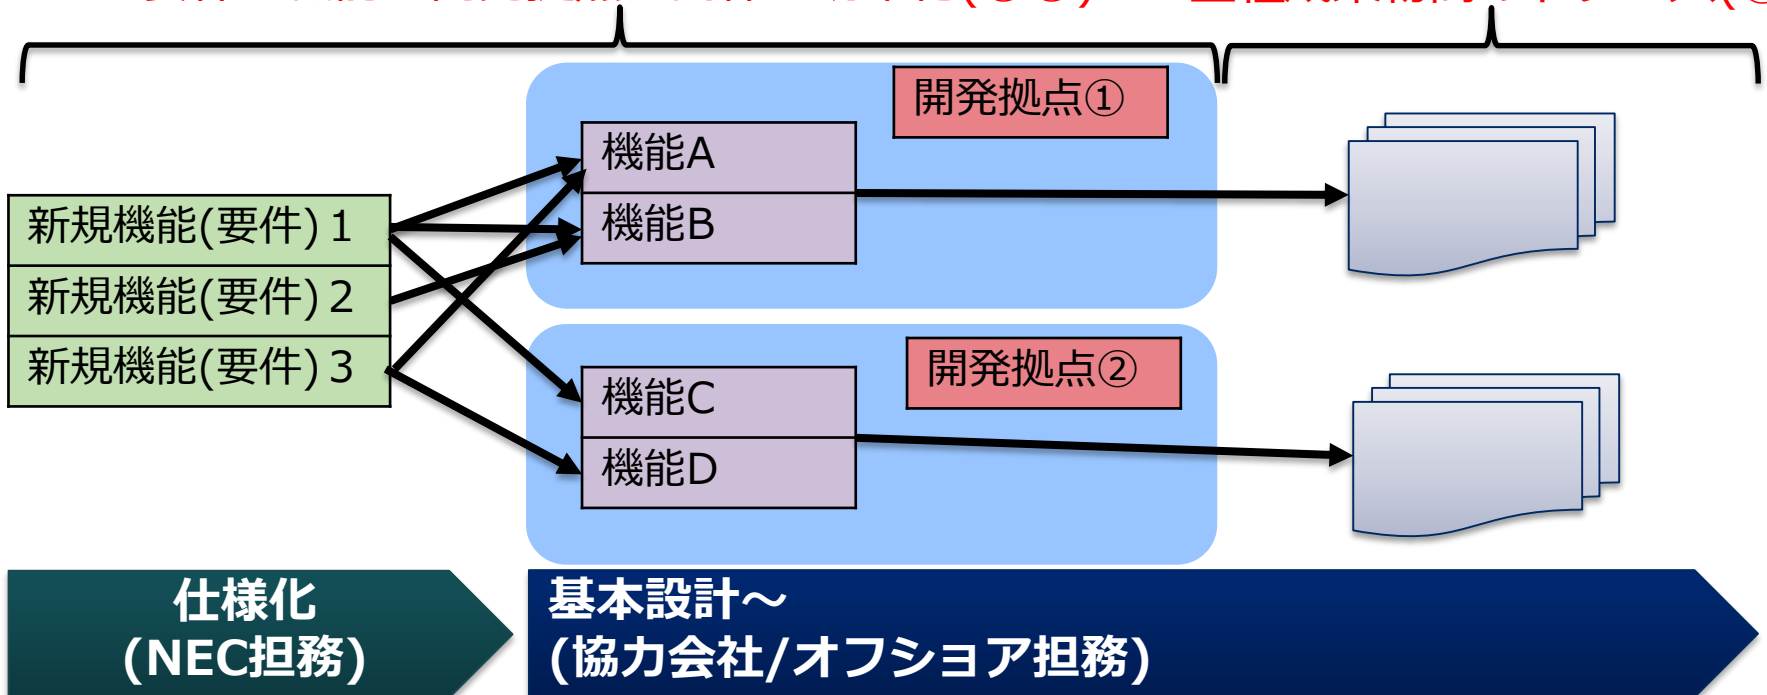 開発拠点①
機能A
機能B
新規機能(要件)１
新規機能(要件)２
新規機能(要件)３
開発拠点②
機能C
機能D
仕様化
(NEC担務)
基本設計～
(協力会社/オフショア担務)